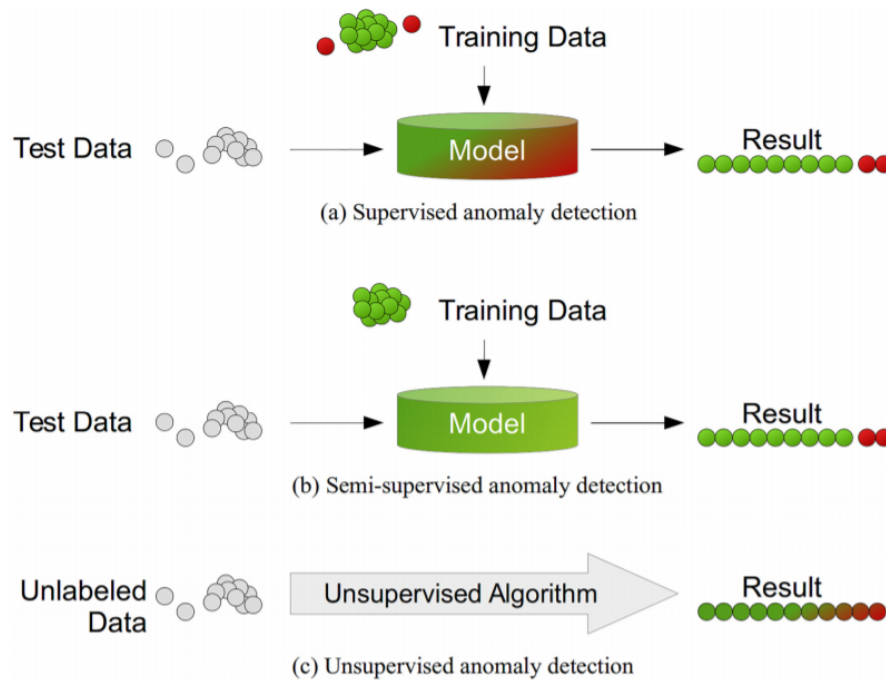 Training Data
Test Data
Model
Result
(a) Supervised anomaly detection
Training Data
Test Data
Model
Result
(b) Semi-supervised anomaly detection
Unlabeled
Data
Unsupervised Algorithm
Result
(c) Unsupervised anomaly detection